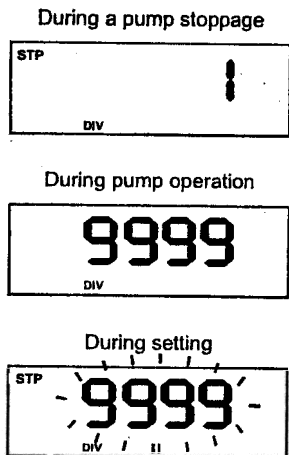 During a pump stoppage
STP
1
DIV
During pump operation
9999
DIV
During setting
STP
9999
DIV